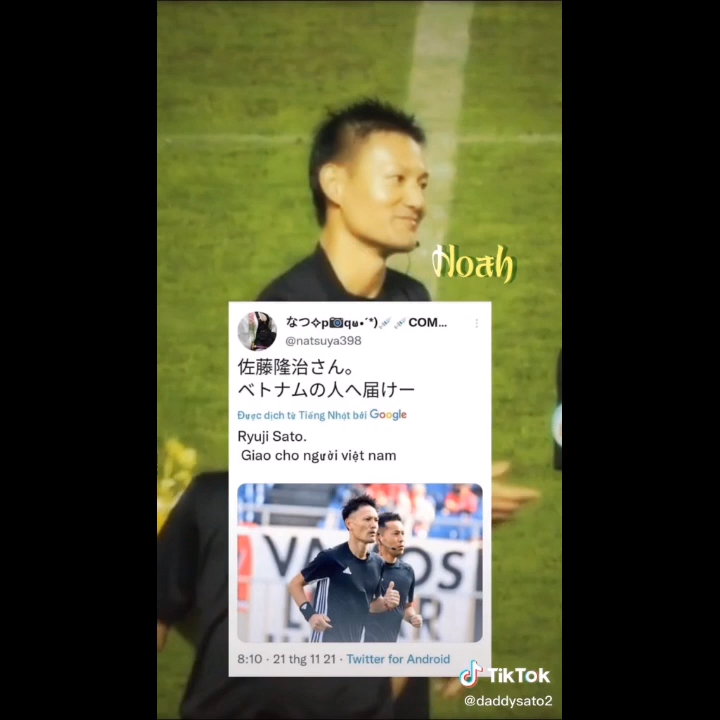 Noah
@natsuya398
佐藤隆治さん。
ベトナムの人へ届けー
Được dịch từ Tiếng Nhật bởi Google
Ryuji Sato.
Giao cho người việt nam
8:10 · 21 thg 11 21 · Twitter for Android
TikTok
@daddysato2